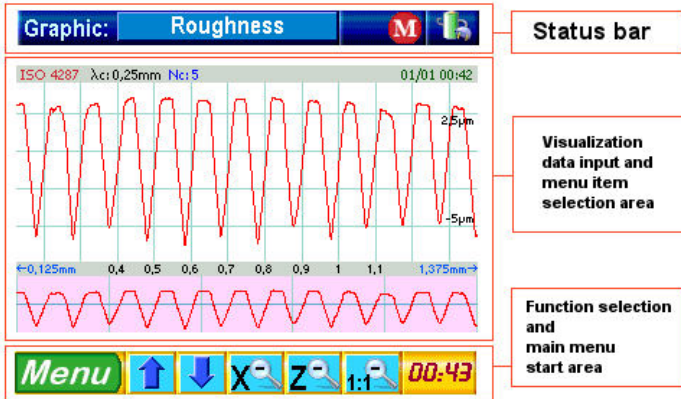 Graphic: Roughness M
Status bar
ISO 4287 λc: 0,25mm Nc: 5 01/01 00:42
2,5µm
Visualization
data input and
menu item
selection area
-5µm
←0,125mm 0,4 0,5 0,6 0,7 0,8 0,9 1 1,1 1,375mm→
Function selection
and
main menu
start area
Menu X Z 1:1 00:43